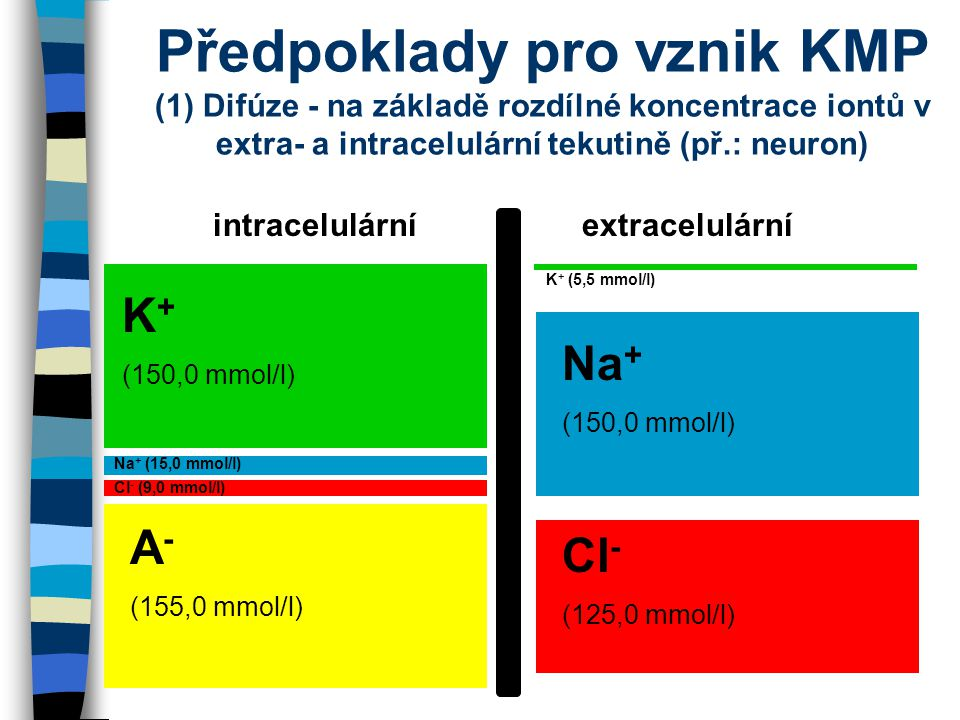 Předpoklady pro vznik KMP
(1) Difúze - na základě rozdílné koncentrace iontů v
extra- a intracelulární tekutině (př.: neuron)
intracelulární
extracelulární
K+
(150,0 mmol/l)
Na+ (15,0 mmol/l)
Cl- (9,0 mmol/l)
A-
(155,0 mmol/l)
K+ (5,5 mmol/l)
Na+
(150,0 mmol/l)
Cl-
(125,0 mmol/l)